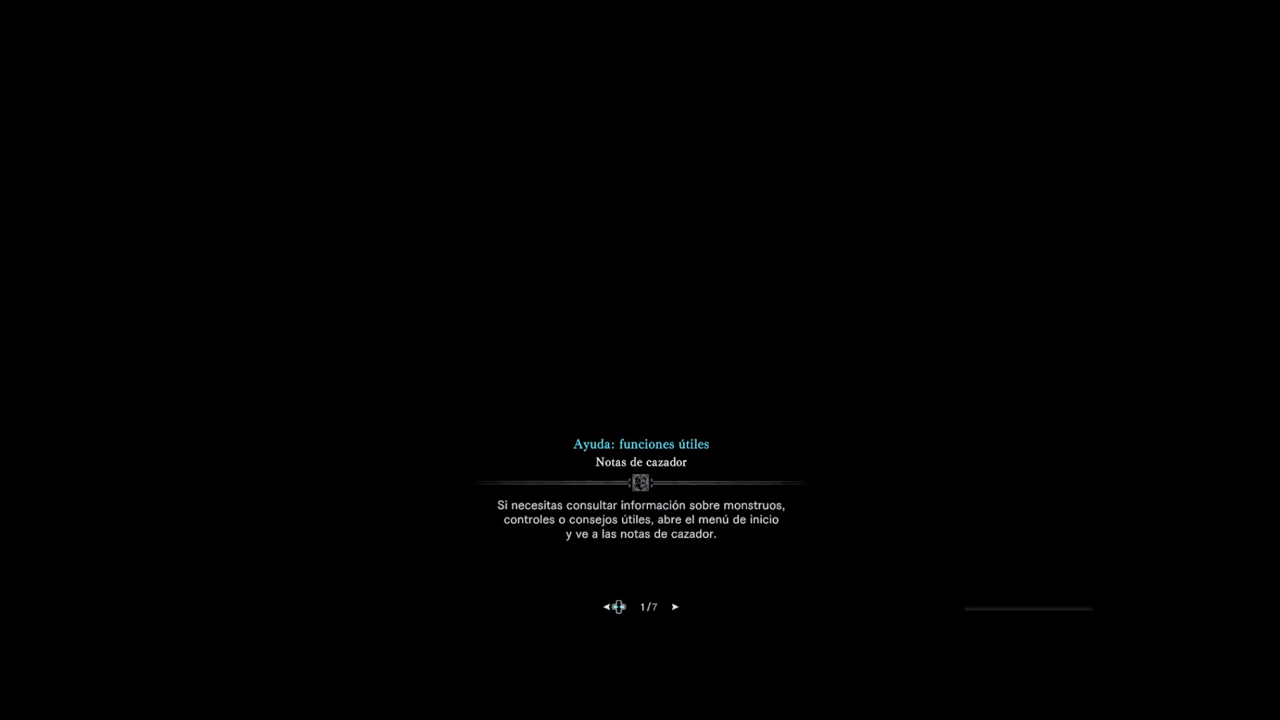 Ayuda: funciones útiles
Notas de cazador
Si necesitas consultar información sobre monstruos,
controles o consejos útiles, abre el menú de inicio
y ve a las notas de cazador.
1/7